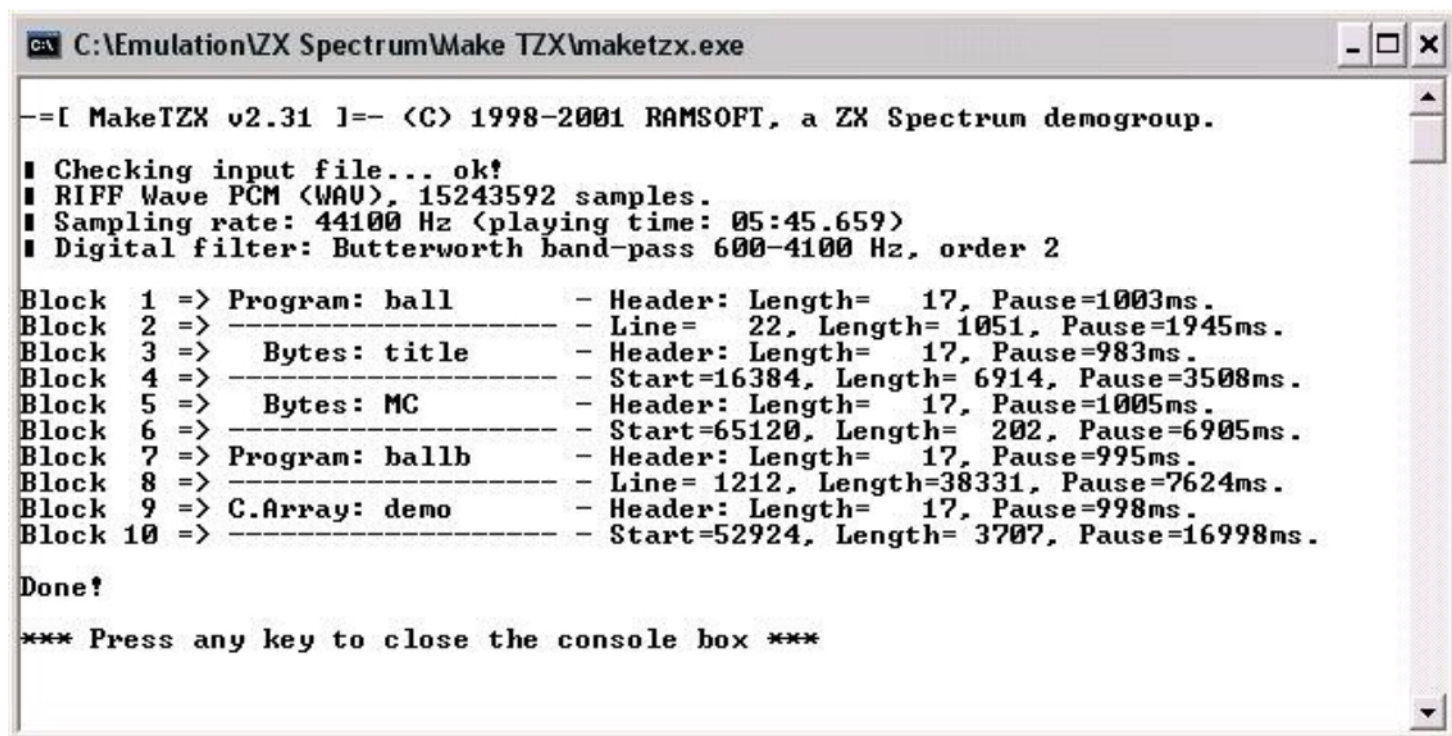 C:\Emulation\ZX Spectrum\Make TZX\maketzx.exe
-=[ MakeTZX v2.31 ]=- (C) 1998-2001 RAMSOFT, a ZX Spectrum demogroup.
Checking input file... ok!
RIFF Wave PCM (WAV), 15243592 samples.
Sampling rate: 44100 Hz (playing time: 05:45.659)
Digital filter: Butterworth band-pass 600-4100 Hz, order 2
Block  1 => Program: ball       - Header: Length=   17, Pause=1003ms.
Block  2 => ------------------- - Line=   22, Length= 1051, Pause=1945ms.
Block  3 =>   Bytes: title      - Header: Length=   17, Pause=983ms.
Block  4 => ------------------- - Start=16384, Length= 6914, Pause=3508ms.
Block  5 =>   Bytes: MC         - Header: Length=   17, Pause=1005ms.
Block  6 => ------------------- - Start=65120, Length=  202, Pause=6905ms.
Block  7 => Program: ballb      - Header: Length=   17, Pause=995ms.
Block  8 => ------------------- - Line= 1212, Length=38331, Pause=7624ms.
Block  9 => C.Array: demo       - Header: Length=   17, Pause=998ms.
Block 10 => ------------------- - Start=52924, Length= 3707, Pause=16998ms.
Done!
*** Press any key to close the console box ***